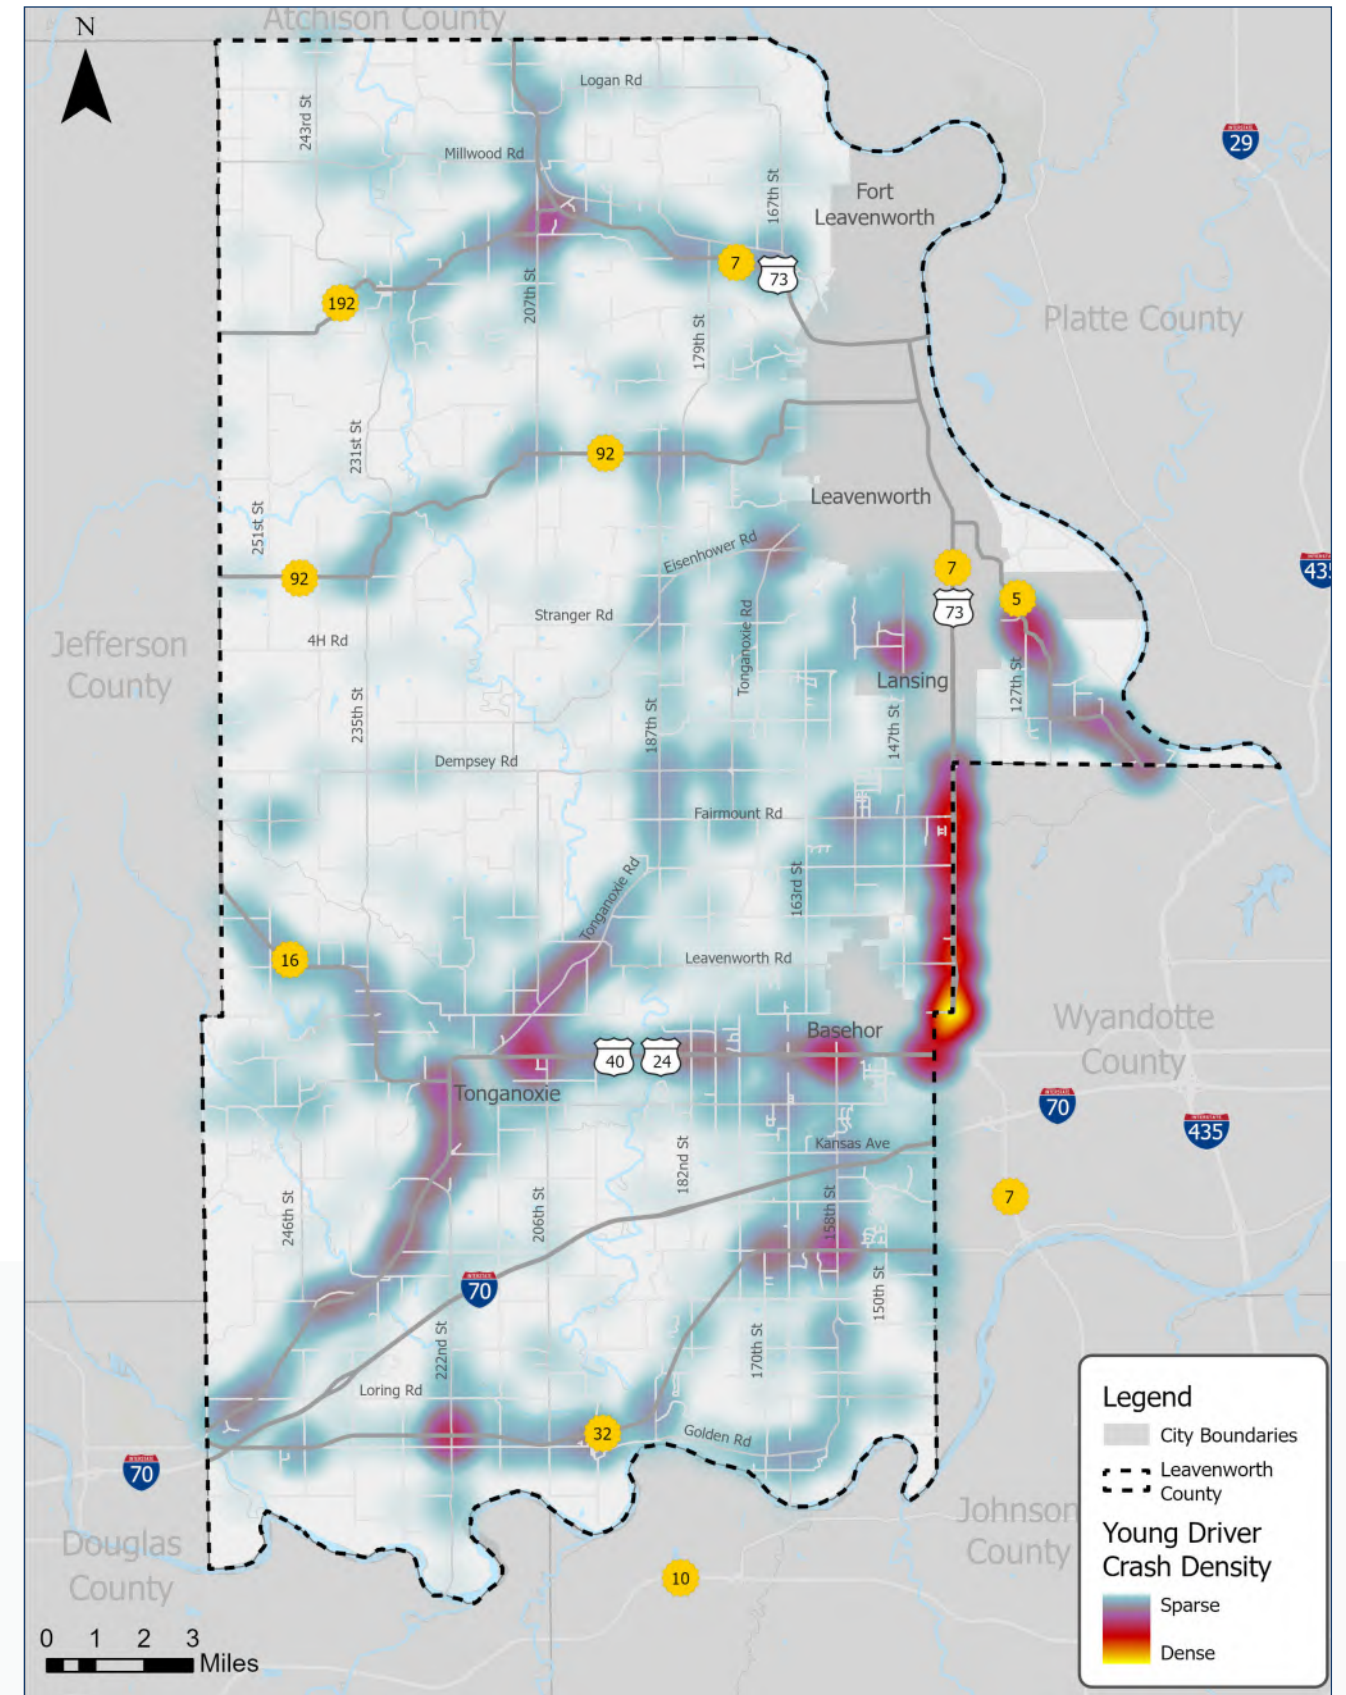 Atchison County
N
Logan Rd
243rd St
INTERSTATE
29
Millwood Rd
167th St
Fort
Leavenworth
7
73
207th St
192
Platte County
179th St
231st St
92
Leavenworth
251st St
Eisenhower Rd
7
INTERSTATE
435
92
5
73
Stranger Rd
Tonganoxie Rd
4H Rd
Jefferson
County
Lansing
127th St
235th St
187th St
147th St
Dempsey Rd
Fairmount Rd
163rd St
Tonganoxie Rd
16
Leavenworth Rd
Wyandotte
County
Basehor
40
24
Tonganoxie
INTERSTATE
70
INTERSTATE
435
Kansas Ave
182nd St
246th St
206th St
158th St
7
INTERSTATE
70
150th St
222nd St
170th St
Loring Rd
32
Golden Rd
INTERSTATE
70
Douglas
County
Johnson
County
10
Legend
City Boundaries
Leavenworth
County
Young Driver
Crash Density
Sparse
Dense
0 1 2 3
Miles